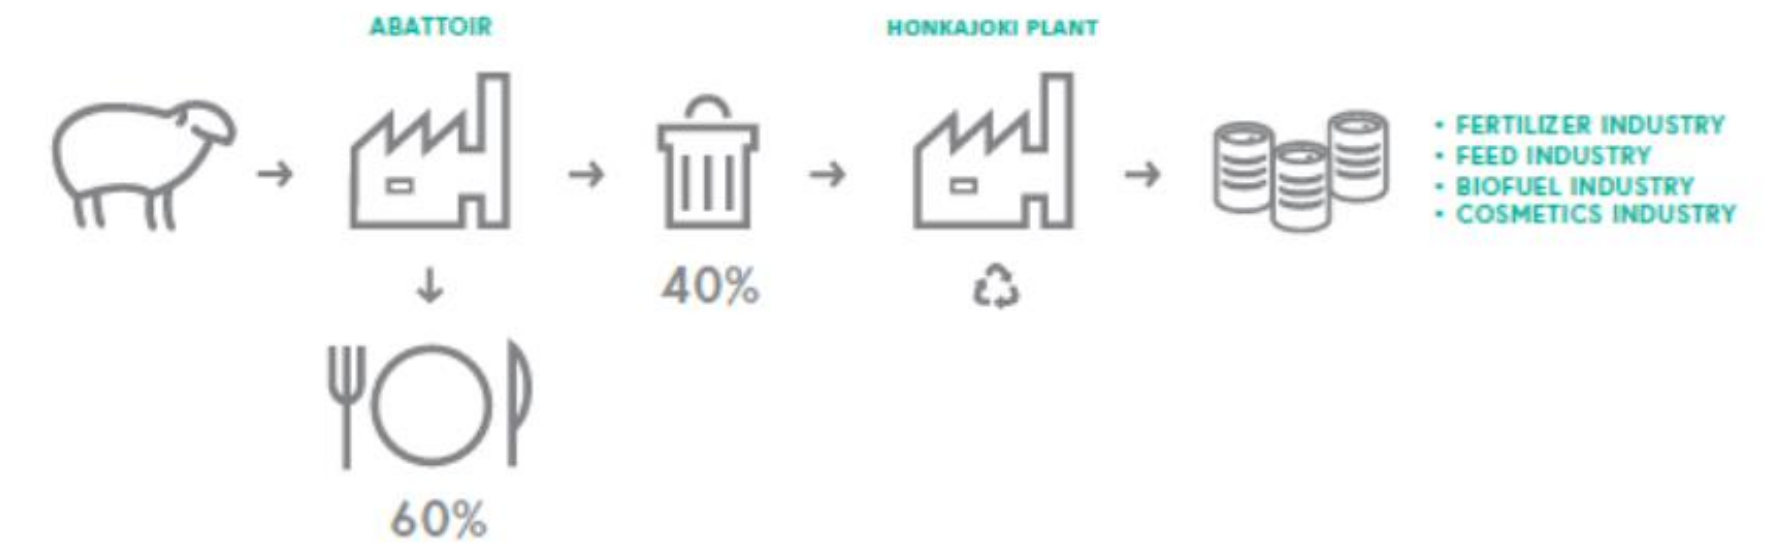 ABATTOIR
HONKAJOKI PLANT
• FERTILIZER INDUSTRY
• FEED INDUSTRY
• BIOFUEL INDUSTRY
• COSMETICS INDUSTRY
40%
60%